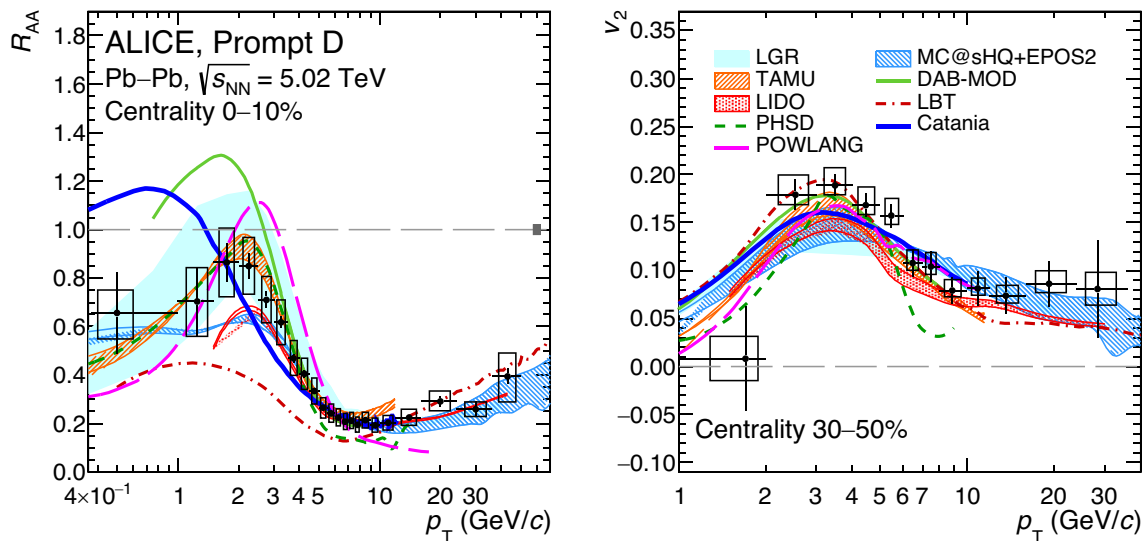 R_AA
1.8
1.6
1.4
1.2
1.0
0.8
0.6
0.4
0.2
0.0
ALICE, Prompt D
Pb−Pb, √s_NN = 5.02 TeV
Centrality 0−10%
4×10⁻¹ 1 2 3 4 5 10 20 30
p_T (GeV/c)
v_2
0.35
0.30
0.25
0.20
0.15
0.10
0.05
0.00
−0.05
−0.10
LGR
TAMU
LIDO
PHSD
POWLANG
MC@sHQ+EPOS2
DAB-MOD
LBT
Catania
Centrality 30−50%
1 2 3 4 5 6 7 10 20 30
p_T (GeV/c)